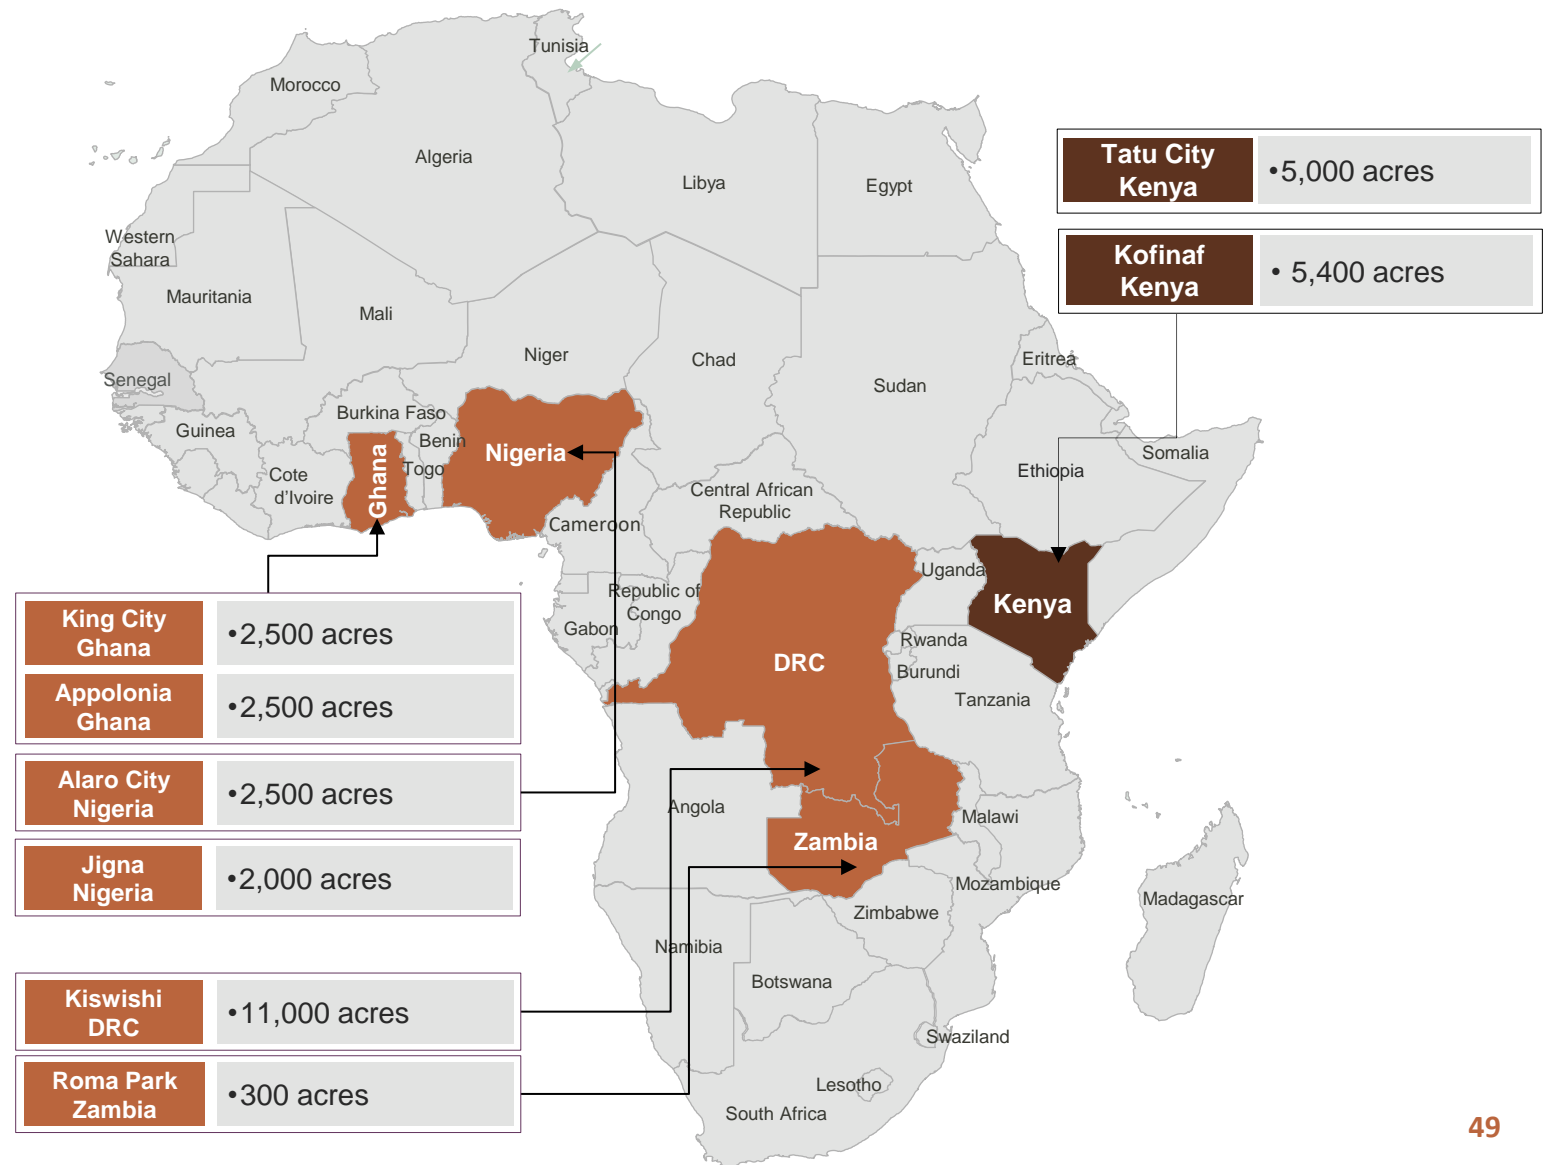 Tunisia
Morocco
Algeria
Libya
Egypt
Western
Sahara
Mauritania
Mali
Niger
Chad
Sudan
Eritrea
Senegal
Burkina Faso
Guinea
Benin
Togo
Cote
d'Ivoire
Ghana
Nigeria
Cameroon
Central African
Republic
Ethiopia
Somalia
Uganda
Kenya
Republic of
Congo
Gabon
DRC
Rwanda
Burundi
Tanzania
Angola
Zambia
Malawi
Mozambique
Zimbabwe
Madagascar
Namibia
Botswana
Swaziland
Lesotho
South Africa
Tatu City
Kenya
•5,000 acres
Kofinaf
Kenya
• 5,400 acres
King City
Ghana
•2,500 acres
Appolonia
Ghana
•2,500 acres
Alaro City
Nigeria
•2,500 acres
Jigna
Nigeria
•2,000 acres
Kiswishi
DRC
•11,000 acres
Roma Park
Zambia
•300 acres
49